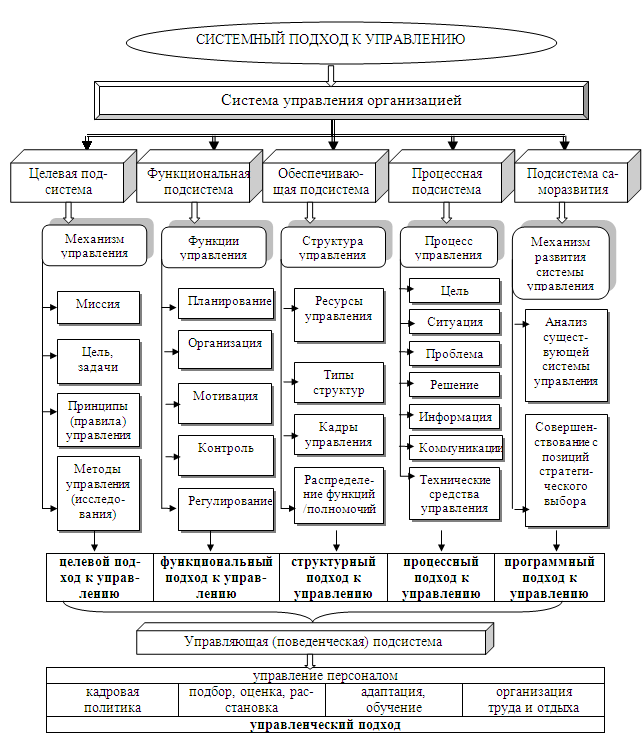 СИСТЕМНЫЙ ПОДХОД К УПРАВЛЕНИЮ
Система управления организацией
Целевая под-
система
Функциональная
подсистема
Обеспечиваю-
щая подсистема
Процессная
подсистема
Подсистема са-
моразвития
Механизм
управления
Миссия
Цель,
задачи
Принципы
(правила)
управления
Методы
управления
(исследо-
вания)
Функции
управления
Планирование
Организация
Мотивация
Контроль
Регулирование
Структура
управления
Ресурсы
управления
Типы
структур
Кадры
управления
Распределе-
ние функций
/полномочий
Процесс
управления
Цель
Ситуация
Проблема
Решение
Информация
Коммуникации
Технические
средства
управления
Механизм
развития
системы
управления
Анализ
сущест-
вующей
системы
управления
Совершен-
ствование с
позиций
стратеги-
ческого
выбора
целевой под-
ход к управ-
лению
функциональный
подход к управ-
лению
структурный
подход к
управлению
процессный
подход к
управлению
программный
подход к
управлению
Управляющая (поведенческая) подсистема
управление персоналом
кадровая
политика
подбор, оценка, рас-
становка
адаптация,
обучение
организация
труда и отдыха
управленческий подход